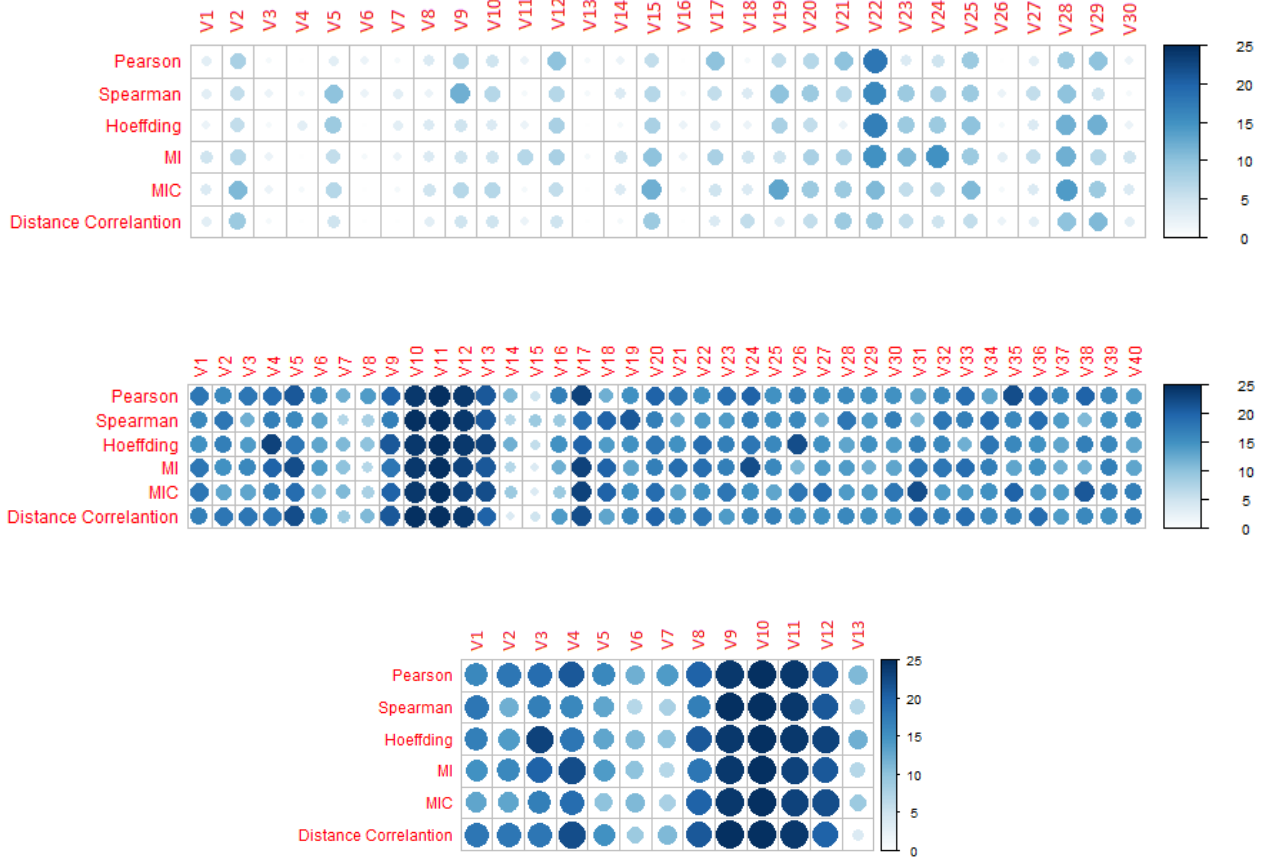 V1 V2 V3 V4 V5 V6 V7 V8 V9 V10 V11 V12 V13 V14 V15 V16 V17 V18 V19 V20 V21 V22 V23 V24 V25 V26 V27 V28 V29 V30
Pearson
Spearman
Hoeffding
MI
MIC
Distance Correlantion
25
20
15
10
5
0
V1 V2 V3 V4 V5 V6 V7 V8 V9 V10 V11 V12 V13 V14 V15 V16 V17 V18 V19 V20 V21 V22 V23 V24 V25 V26 V27 V28 V29 V30 V31 V32 V33 V34 V35 V36 V37 V38 V39 V40
Pearson
Spearman
Hoeffding
MI
MIC
Distance Correlantion
25
20
15
10
5
0
V1 V2 V3 V4 V5 V6 V7 V8 V9 V10 V11 V12 V13
Pearson
Spearman
Hoeffding
MI
MIC
Distance Correlantion
25
20
15
10
5
0